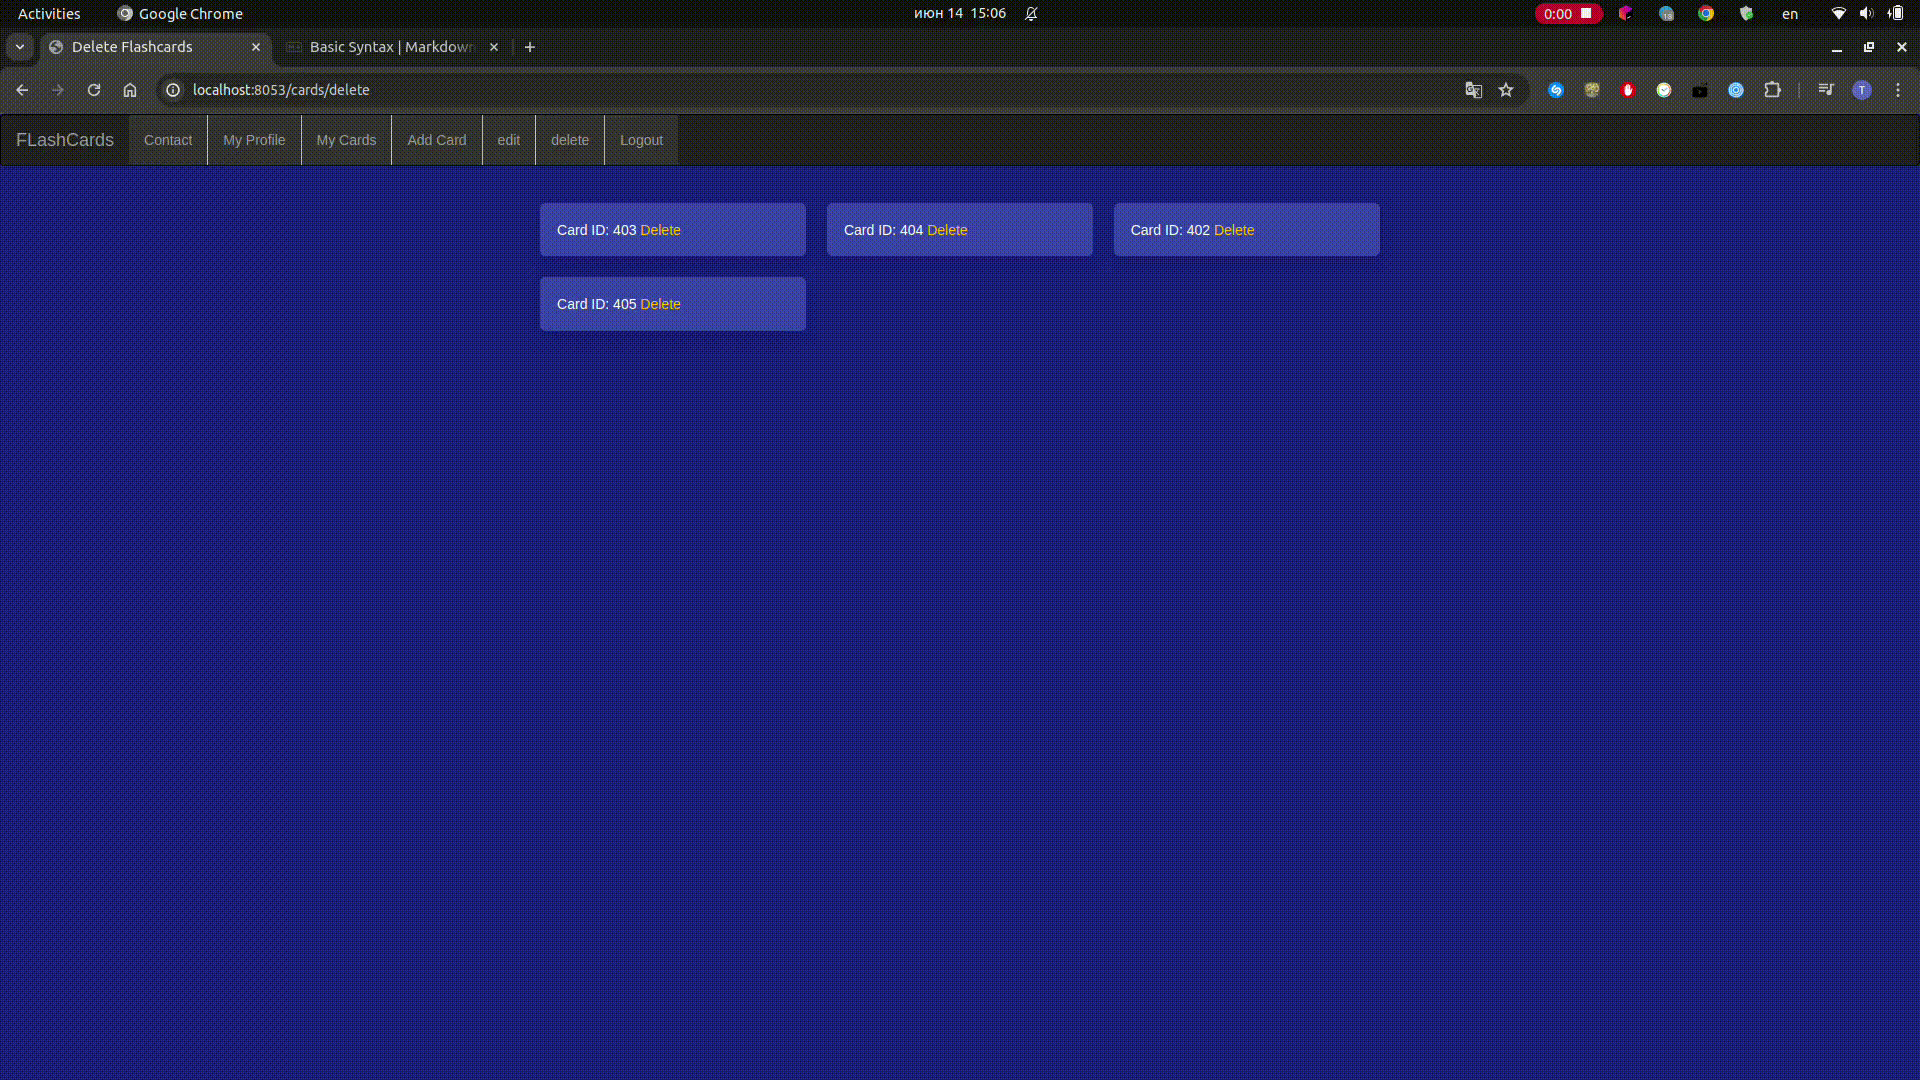 Activities Google Chrome июн 14 15:06 0:00 en
Delete Flashcards Basic Syntax | Markdown
localhost:8053/cards/delete T
FLashCards Contact My Profile My Cards Add Card edit delete Logout
Card ID: 403 Delete Card ID: 404 Delete Card ID: 402 Delete
Card ID: 405 Delete